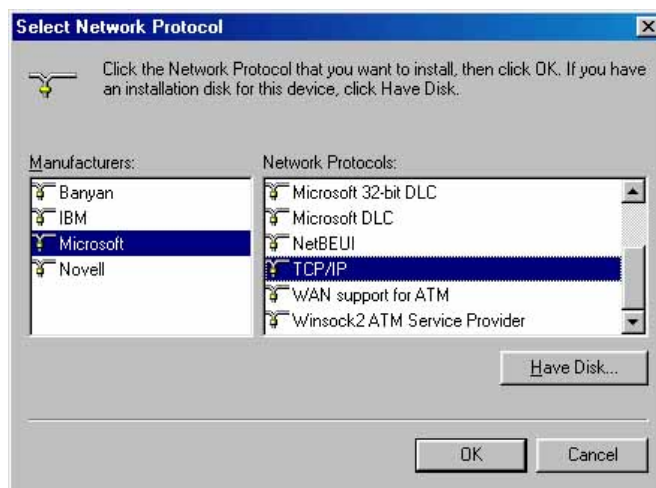 Select Network Protocol
Click the Network Protocol that you want to install, then click OK. If you have
an installation disk for this device, click Have Disk.
Manufacturers:
Banyan
IBM
Microsoft
Novell
Network Protocols:
Microsoft 32-bit DLC
Microsoft DLC
NetBEUI
TCP/IP
WAN support for ATM
Winsock2 ATM Service Provider
Have Disk...
OK
Cancel